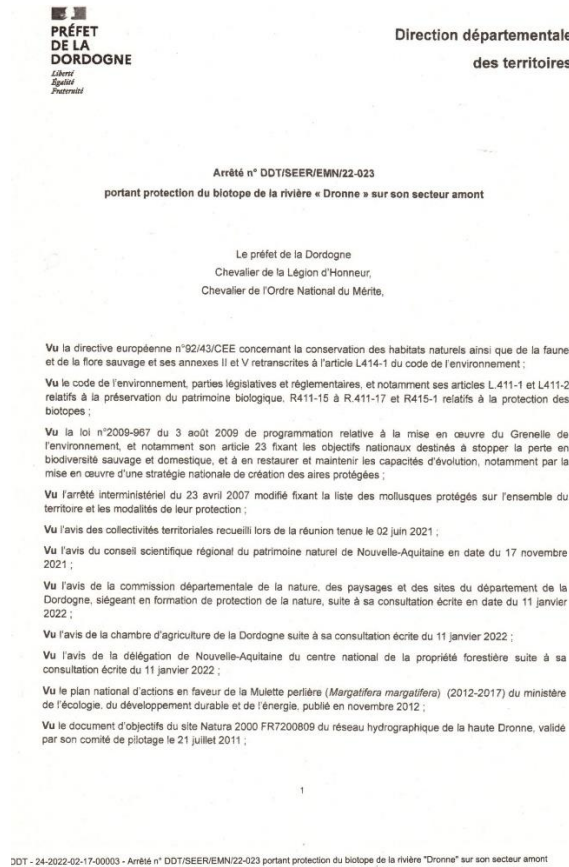 PRÉFET
DE LA
DORDOGNE
Liberté
Égalité
Fraternité
Direction départementale
des territoires
Arrêté n° DDT/SEER/EMN/22-023
portant protection du biotope de la rivière « Dronne » sur son secteur amont
Le préfet de la Dordogne
Chevalier de la Légion d'Honneur,
Chevalier de l'Ordre National du Mérite,
Vu la directive européenne n°92/43/CEE concernant la conservation des habitats naturels ainsi que de la faune
et de la flore sauvage et ses annexes II et V retranscrites à l'article L414-1 du code de l'environnement ;
Vu le code de l'environnement, parties législatives et réglementaires, et notamment ses articles L.411-1 et L411-2
relatifs à la préservation du patrimoine biologique, R411-15 à R.411-17 et R415-1 relatifs à la protection des
biotopes ;
Vu la loi n°2009-967 du 3 août 2009 de programmation relative à la mise en œuvre du Grenelle de
l'environnement, et notamment son article 23 fixant les objectifs nationaux destinés à stopper la perte en
biodiversité sauvage et domestique, et à en restaurer et maintenir les capacités d'évolution, notamment par la
mise en œuvre d'une stratégie nationale de création des aires protégées ;
Vu l'arrêté interministériel du 23 avril 2007 modifié fixant la liste des mollusques protégés sur l'ensemble du
territoire et les modalités de leur protection ;
Vu l'avis des collectivités territoriales recueilli lors de la réunion tenue le 02 juin 2021 ;
Vu l'avis du conseil scientifique régional du patrimoine naturel de Nouvelle-Aquitaine en date du 17 novembre
2021 ;
Vu l'avis de la commission départementale de la nature, des paysages et des sites du département de la
Dordogne, siégeant en formation de protection de la nature, suite à sa consultation écrite en date du 11 janvier
2022 ;
Vu l'avis de la chambre d'agriculture de la Dordogne suite à sa consultation écrite du 11 janvier 2022 ;
Vu l'avis de la délégation de Nouvelle-Aquitaine du centre national de la propriété forestière suite à sa
consultation écrite du 11 janvier 2022 ;
Vu le plan national d'actions en faveur de la Mulette perlière (Margatifera margatifera) (2012-2017) du ministère
de l'écologie, du développement durable et de l'énergie, publié en novembre 2012 ;
Vu le document d'objectifs du site Natura 2000 FR7200809 du réseau hydrographique de la haute Dronne, validé
par son comité de pilotage le 21 juillet 2011 ;
1
DDT - 24-2022-02-17-00003 - Arrêté n° DDT/SEER/EMN/22-023 portant protection du biotope de la rivière "Dronne" sur son secteur amont